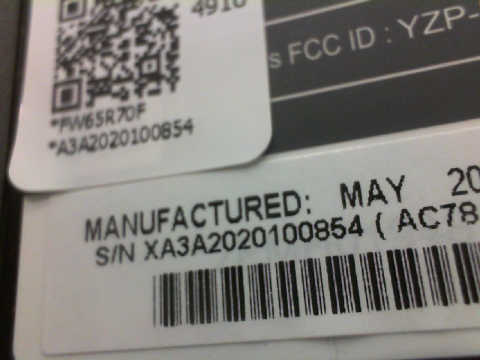 4910
s FCC ID : YZP-
*FW65R70F
*A3A2020100854
MANUFACTURED: MAY 20
S/N XA3A2020100854 ( AC78